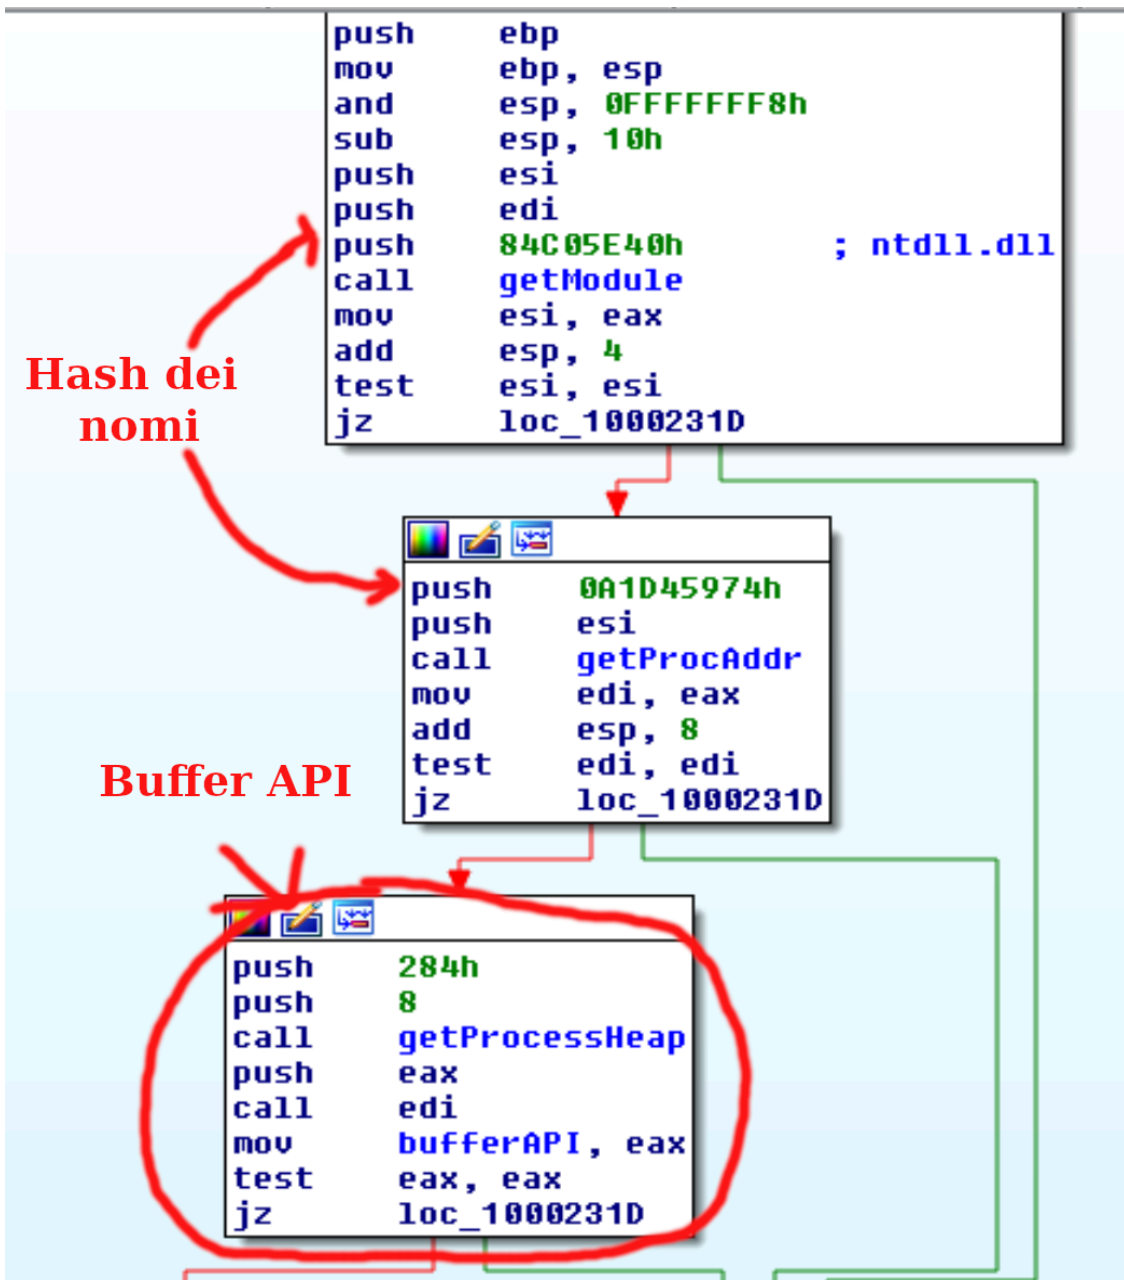 push ebp
mov ebp, esp
and esp, 0FFFFFFF8h
sub esp, 10h
push esi
push edi
push 84C05E40h ; ntdll.dll
call getModule
mov esi, eax
add esp, 4
test esi, esi
jz loc_1000231D
Hash dei
nomi
push 0A1D45974h
push esi
call getProcAddr
mov edi, eax
add esp, 8
test edi, edi
jz loc_1000231D
Buffer API
push 284h
push 8
call getProcessHeap
push eax
call edi
mov bufferAPI, eax
test eax, eax
jz loc_1000231D